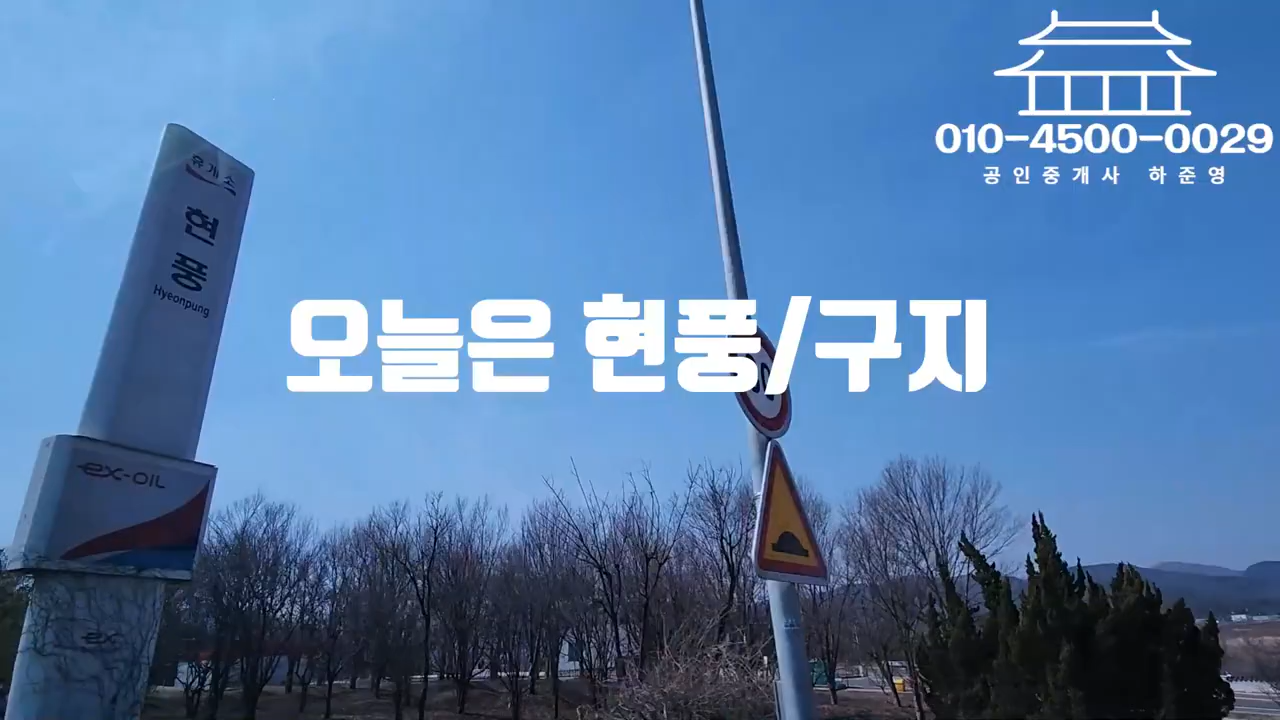 010-4500-0029
공인중개사 하준영
휴게소
현풍
Hyeonpung
오늘은 현풍/구지
ex-OIL
ex